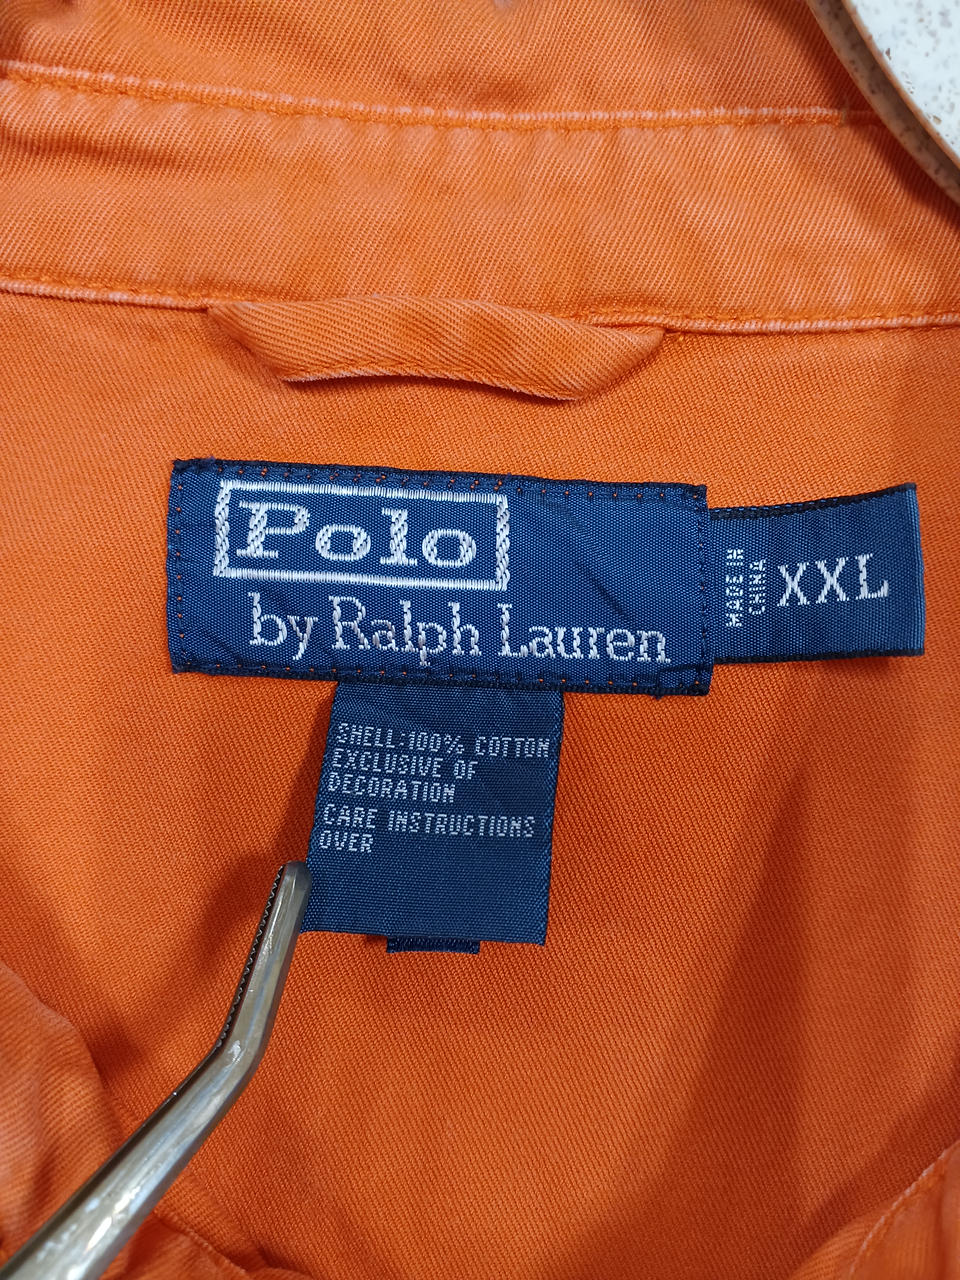 Polo
by Ralph Lauren
MADE IN
CHINA
XXL
SHELL:100% COTTON
EXCLUSIVE OF
DECORATION
CARE INSTRUCTIONS
OVER